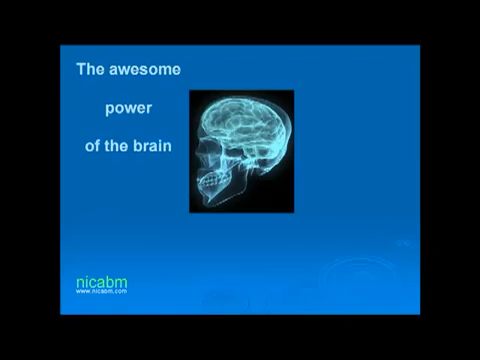 The awesome
power
of the brain
nicabm
www.nicabm.com